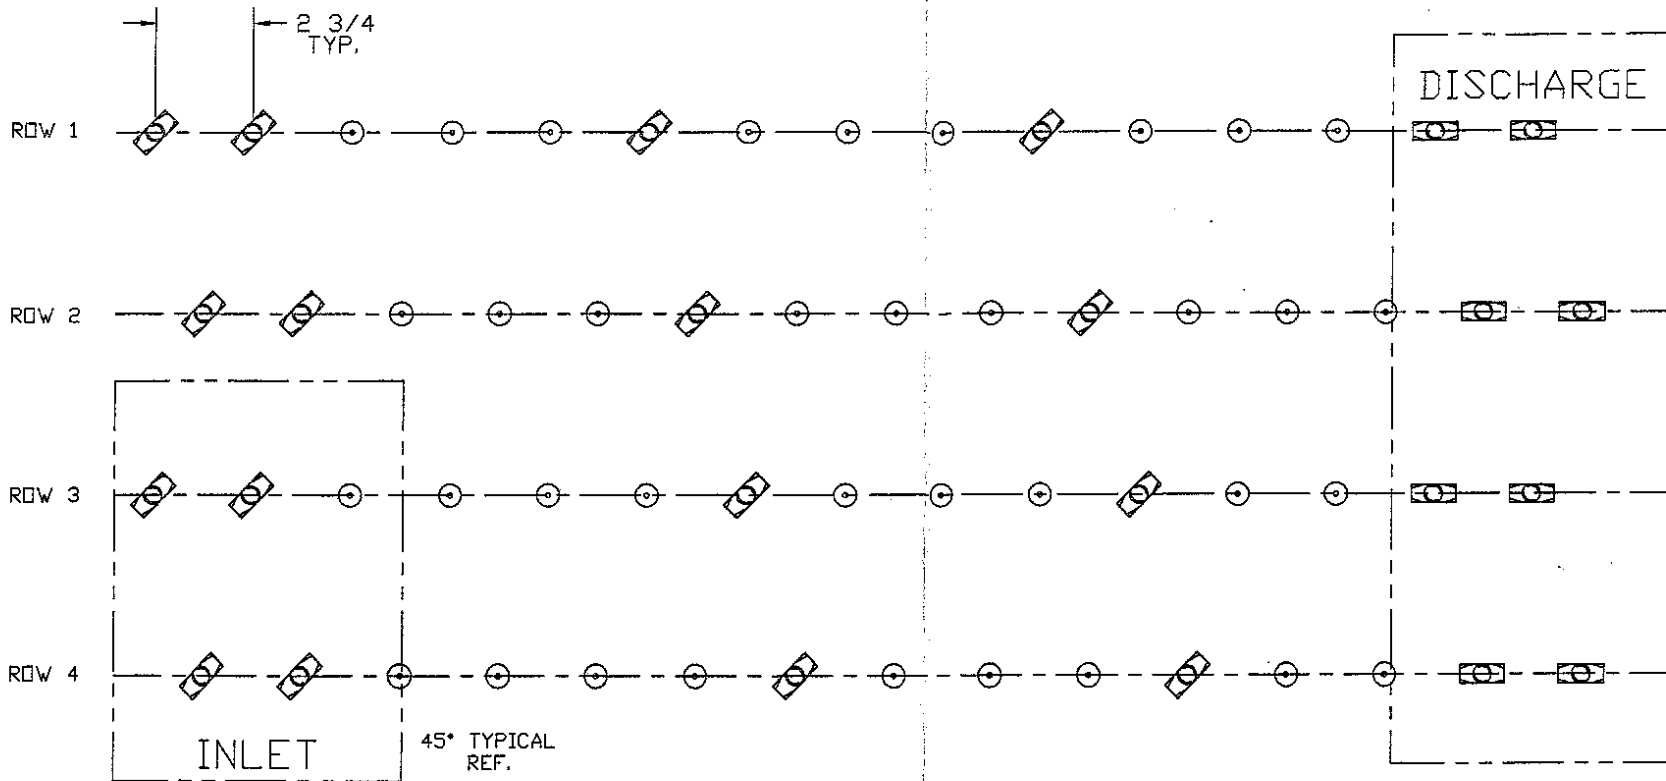 2 3/4
TYP.
DISCHARGE
ROW 1
ROW 2
ROW 3
ROW 4
INLET
45° TYPICAL
REF.